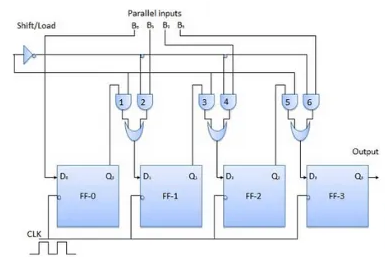 Parallel inputs
Shift/Load
B₀ B₁ B₂ B₃
1 2 3 4 5 6
Output
D₀ Q₀ D₁ Q₁ D₂ Q₂ D₃ Q₃
FF-0 FF-1 FF-2 FF-3
CLK